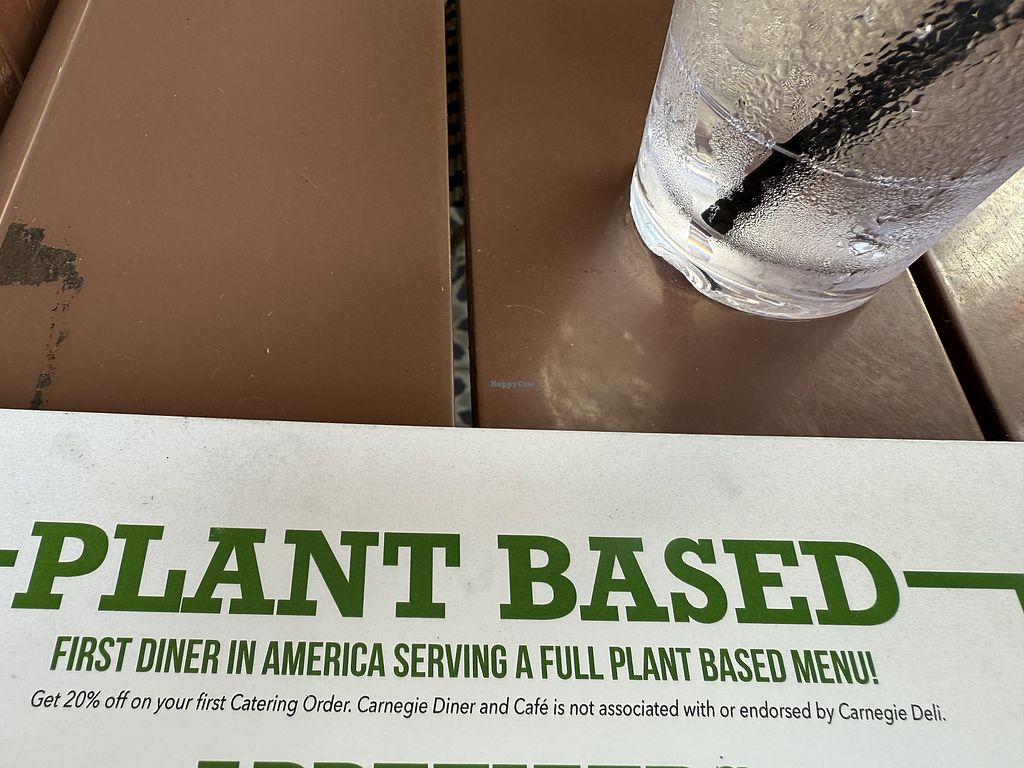 HappyCow
PLANT BASED
FIRST DINER IN AMERICA SERVING A FULL PLANT BASED MENU!
Get 20% off on your first Catering Order. Carnegie Diner and Café is not associated with or endorsed by Carnegie Deli.